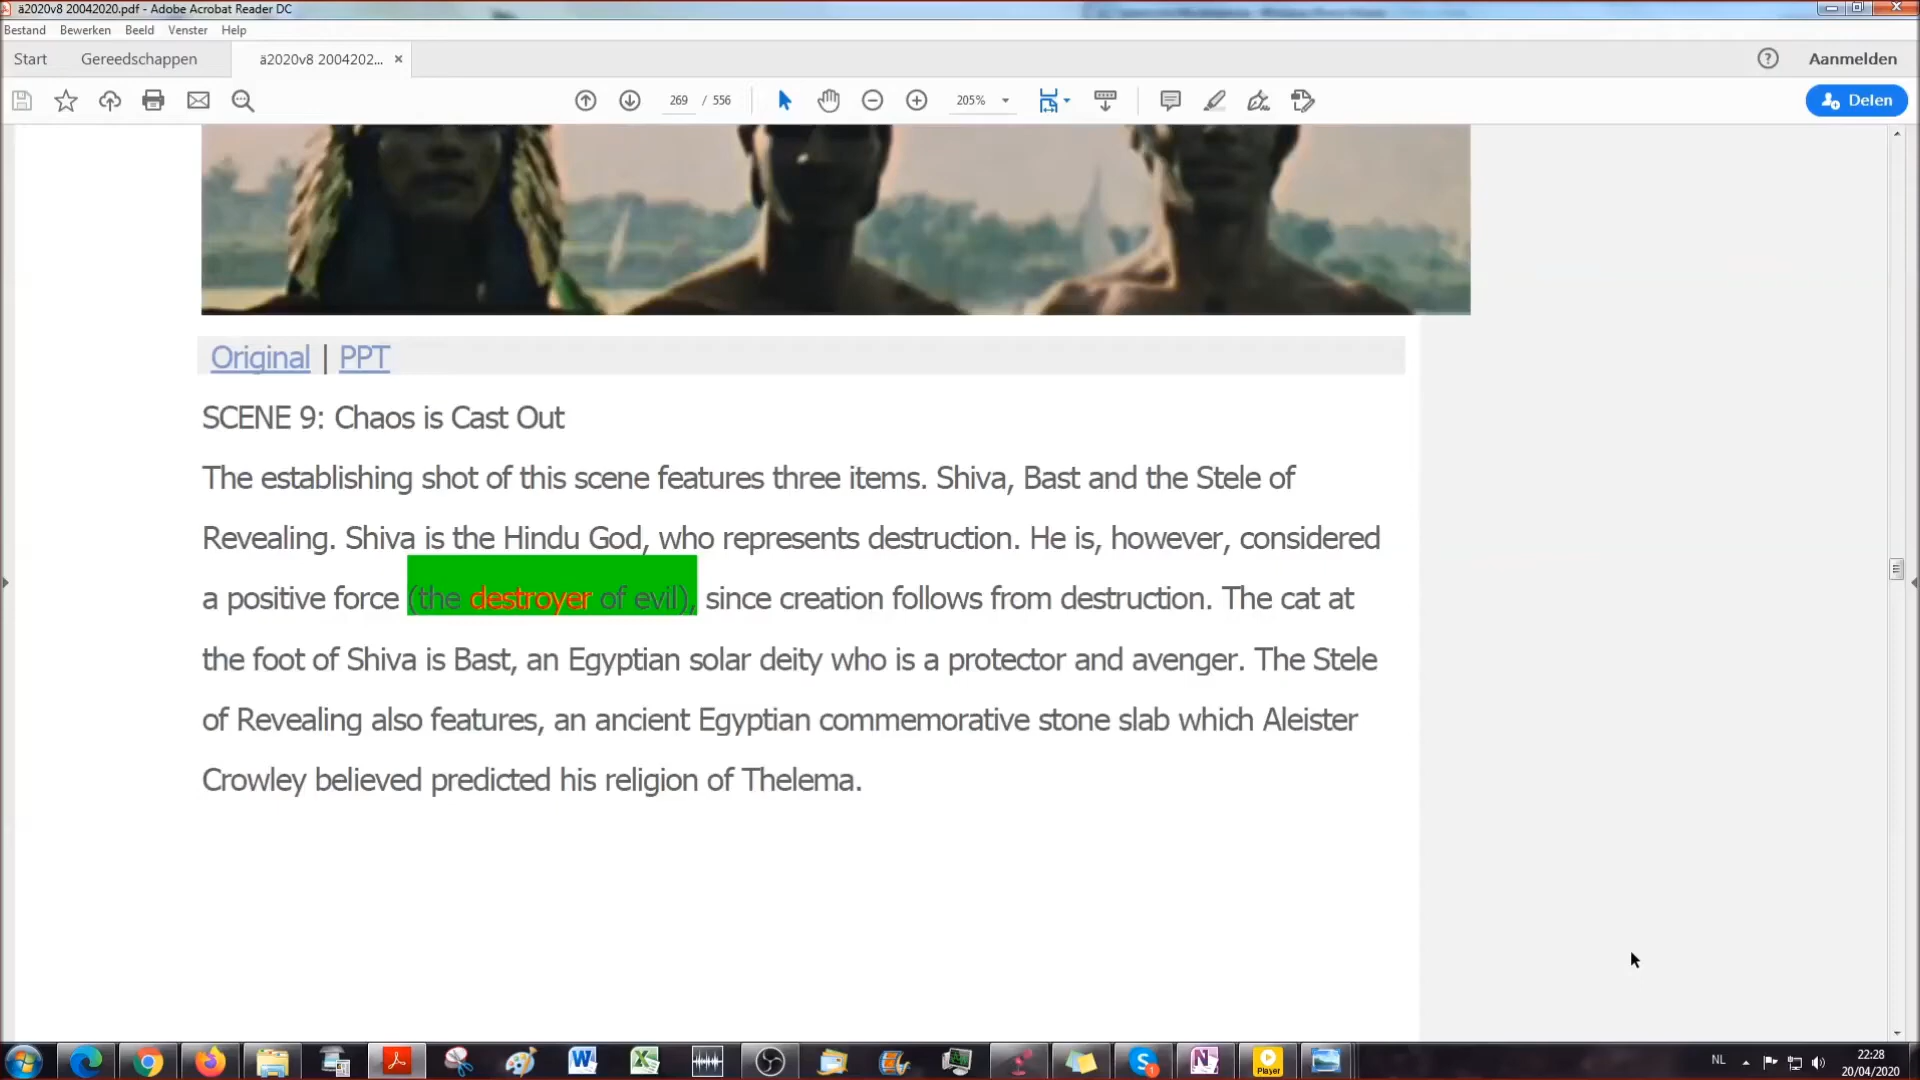 ä2020v8 20042020.pdf - Adobe Acrobat Reader DC
Bestand Bewerken Beeld Venster Help
Start Gereedschappen ä2020v8 2004202... × Aanmelden
269 / 556 205% Delen
Original | PPT
SCENE 9: Chaos is Cast Out
The establishing shot of this scene features three items. Shiva, Bast and the Stele of
Revealing. Shiva is the Hindu God, who represents destruction. He is, however, considered
a positive force (the destroyer of evil), since creation follows from destruction. The cat at
the foot of Shiva is Bast, an Egyptian solar deity who is a protector and avenger. The Stele
of Revealing also features, an ancient Egyptian commemorative stone slab which Aleister
Crowley believed predicted his religion of Thelema.
Player
NL
22:28
20/04/2020